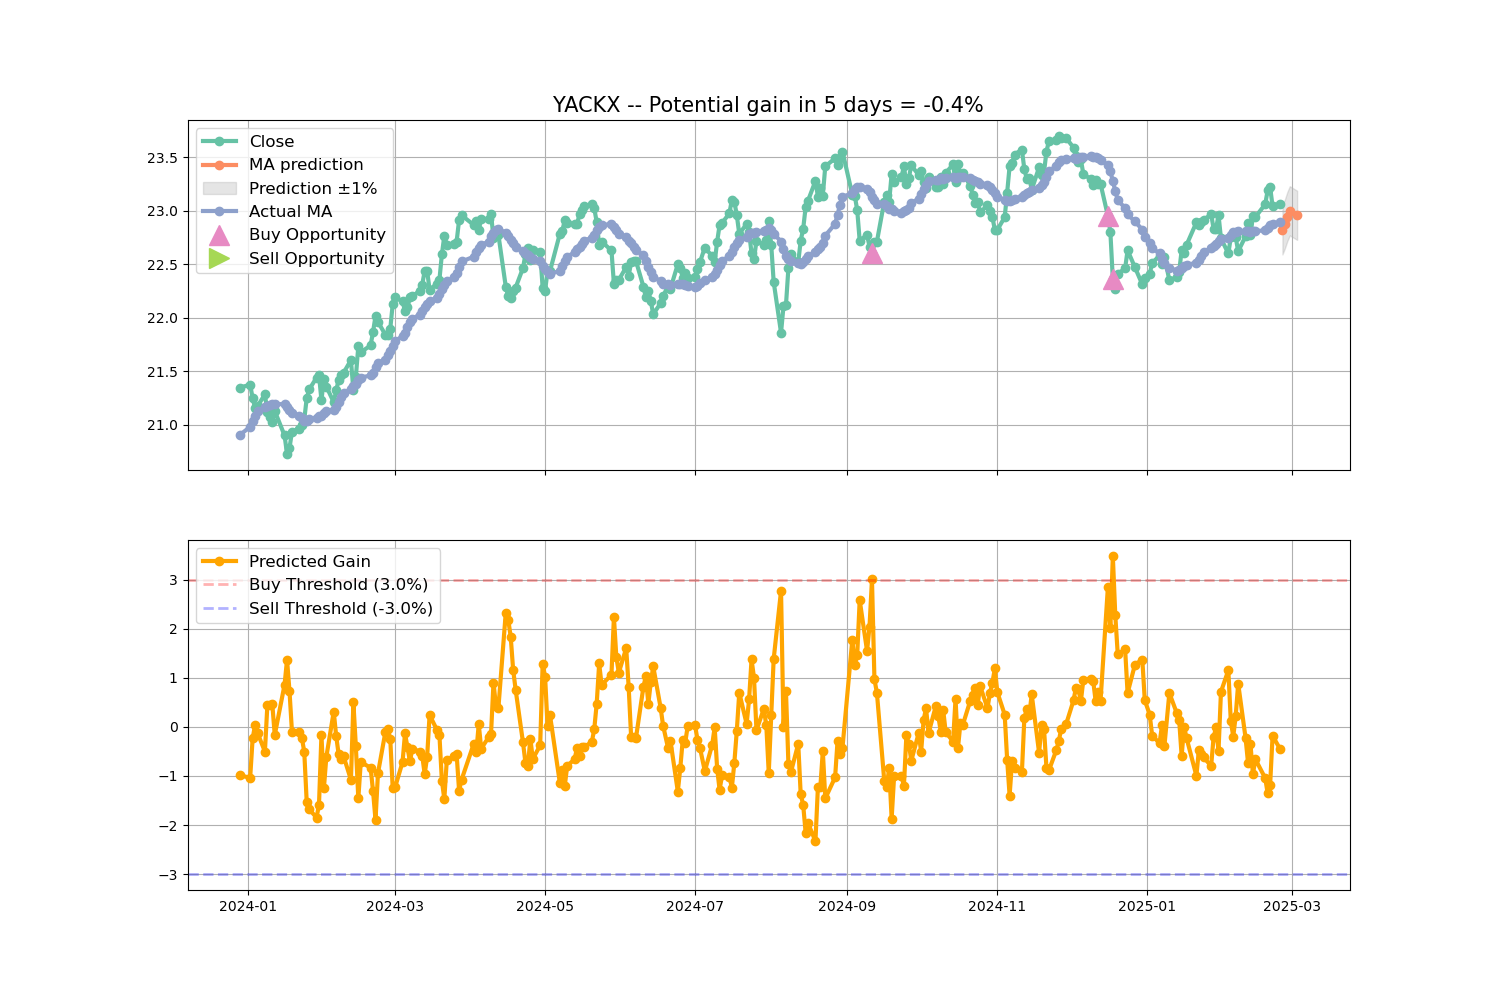 YACKX -- Potential gain in 5 days = -0.4%
Close
MA prediction
Prediction ±1%
Actual MA
Buy Opportunity
Sell Opportunity
23.5
23.0
22.5
22.0
21.5
21.0
Predicted Gain
Buy Threshold (3.0%)
Sell Threshold (-3.0%)
3
2
1
0
−1
−2
−3
2024-01 2024-03 2024-05 2024-07 2024-09 2024-11 2025-01 2025-03